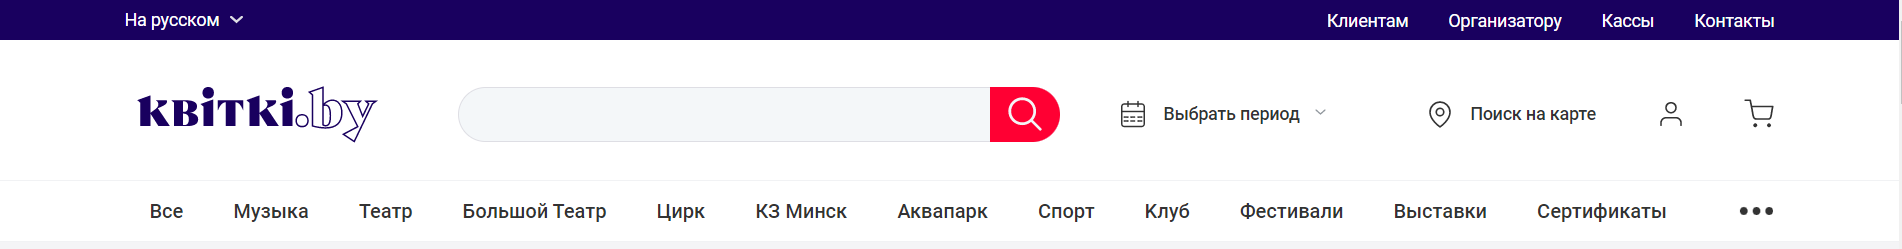 На русском Клиентам Организатору Кассы Контакты
квiткi.by Выбрать период Поиск на карте
Все Музыка Театр Большой Театр Цирк КЗ Минск Аквапарк Спорт Клуб Фестивали Выставки Сертификаты